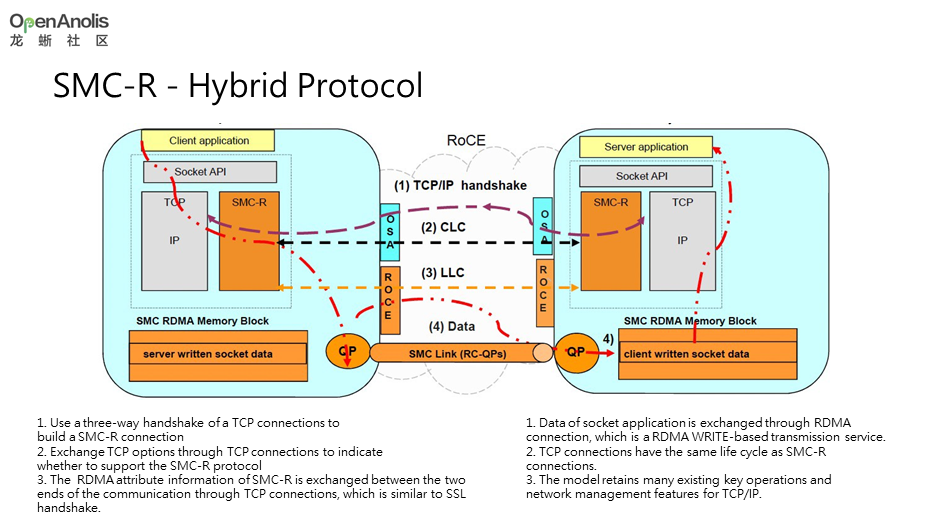 OpenAnolis
龙 蜥 社 区
SMC-R - Hybrid Protocol
RoCE
Client application
Socket API
TCP
IP
SMC-R
SMC RDMA Memory Block
server written socket data
QP
OSA
ROCE
(1) TCP/IP handshake
(2) CLC
(3) LLC
(4) Data
SMC Link (RC-QPs)
OSA
ROCE
Server application
Socket API
SMC-R
TCP
IP
SMC RDMA Memory Block
QP
4)
client written socket data
1. Use a three-way handshake of a TCP connections to
build a SMC-R connection
2. Exchange TCP options through TCP connections to indicate
whether to support the SMC-R protocol
3. The RDMA attribute information of SMC-R is exchanged between the two
ends of the communication through TCP connections, which is similar to SSL
handshake.
1. Data of socket application is exchanged through RDMA
connection, which is a RDMA WRITE-based transmission service.
2. TCP connections have the same life cycle as SMC-R
connections.
3. The model retains many existing key operations and
network management features for TCP/IP.